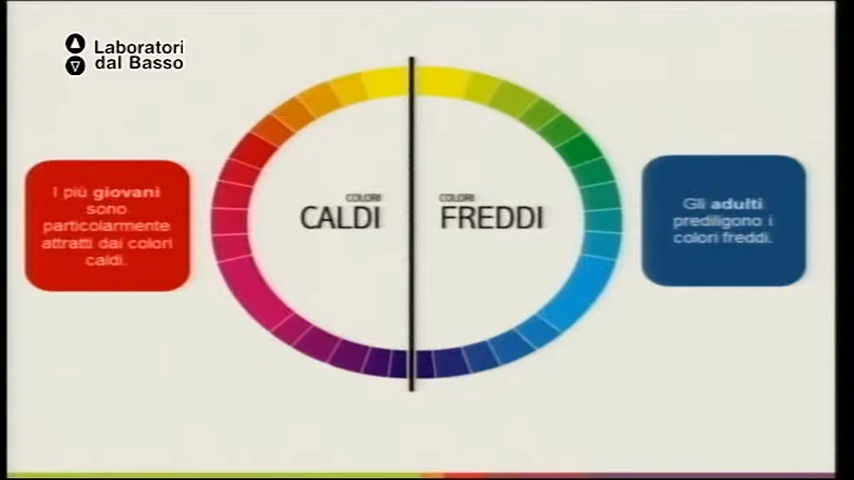 Laboratori
dal Basso
I più giovani
sono
particolarmente
attratti dai colori
caldi.
COLORI
CALDI
COLORI
FREDDI
Gli adulti
prediligono i
colori freddi.